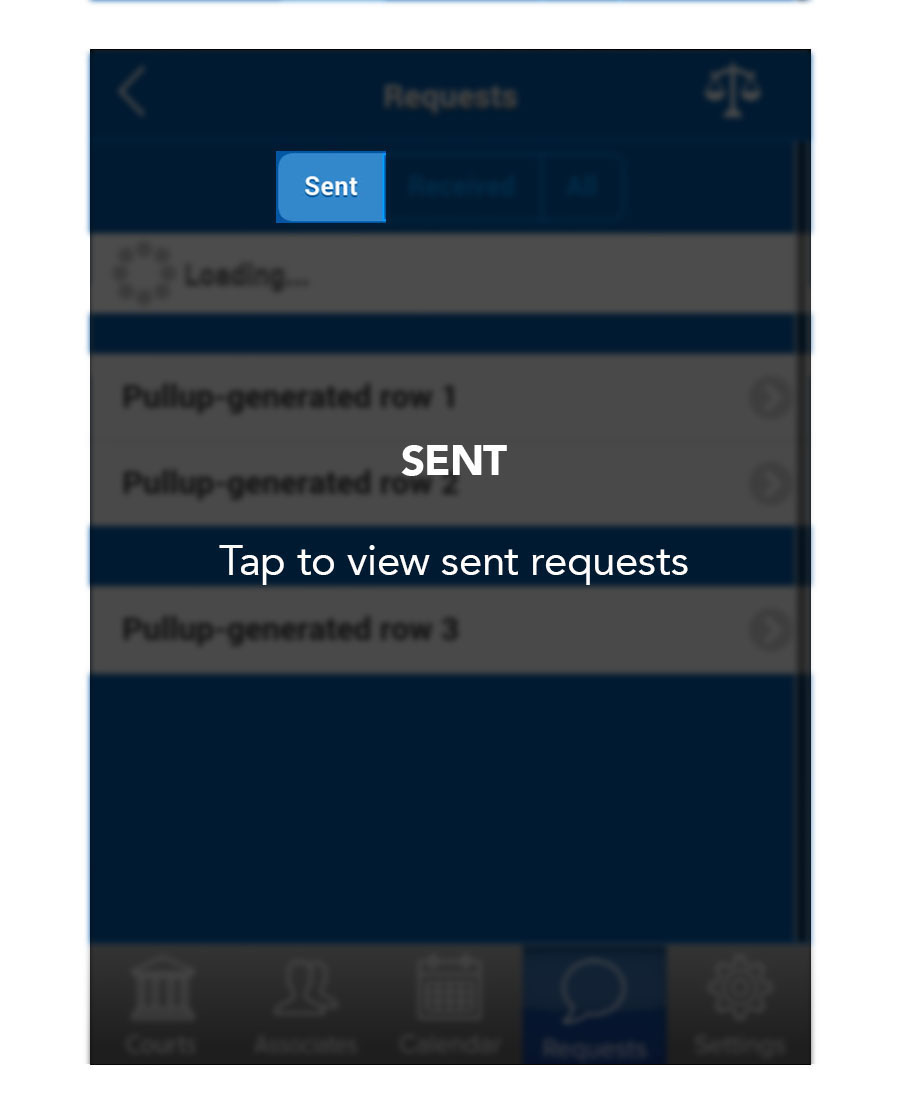 Requests
Sent Received All
Loading...
Pullup-generated row 1
SENT
Pullup-generated row 2
Tap to view sent requests
Pullup-generated row 3
Courts Associates Calendar Requests Settings